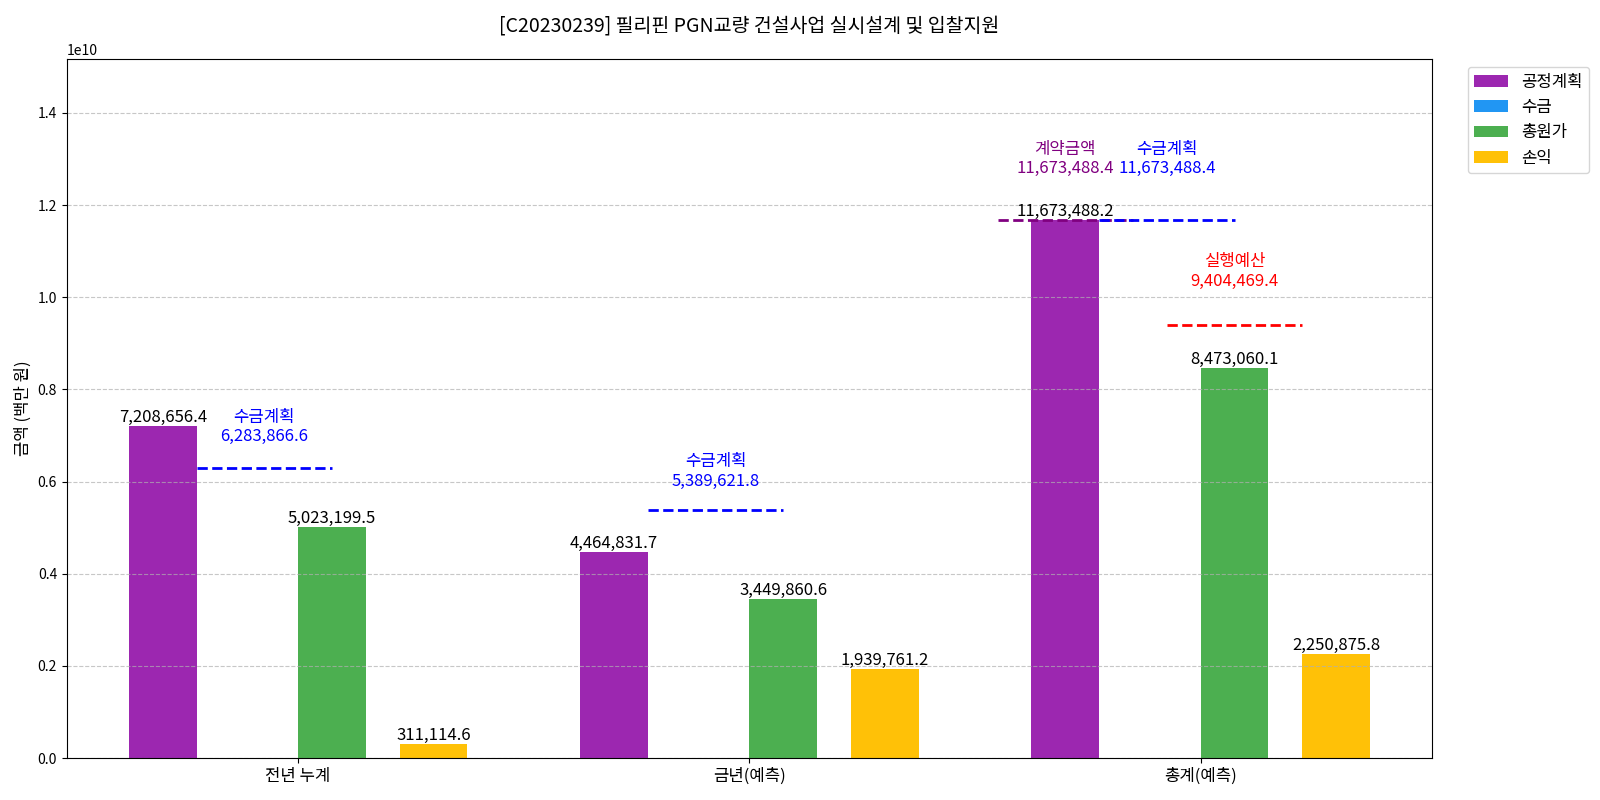 [C20230239] 필리핀 PGN교량 건설사업 실시설계 및 입찰지원
1e10
공정계획
수금
총원가
손익
1.4
1.2
1.0
0.8
0.6
0.4
0.2
0.0
금액 (백만 원)
계약금액
11,673,488.4
수금계획
11,673,488.4
11,673,488.2
실행예산
9,404,469.4
8,473,060.1
7,208,656.4
수금계획
6,283,866.6
수금계획
5,389,621.8
5,023,199.5
4,464,831.7
3,449,860.6
1,939,761.2
2,250,875.8
311,114.6
전년 누계
금년(예측)
총계(예측)